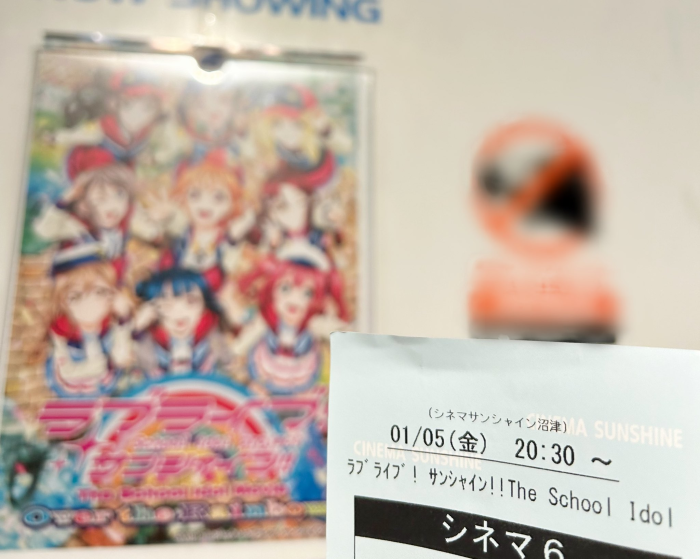 NOW SHOWING
ラブライブ!
サンシャイン!!
The School Idol Movie
Over the Rainbow
(シネマサンシャイン沼津)
CINEMA SUNSHINE
01/05(金) 20:30 ~
CINEMA SUNSHINE
ラブライブ! サンシャイン!!The School Idol
シネマ6